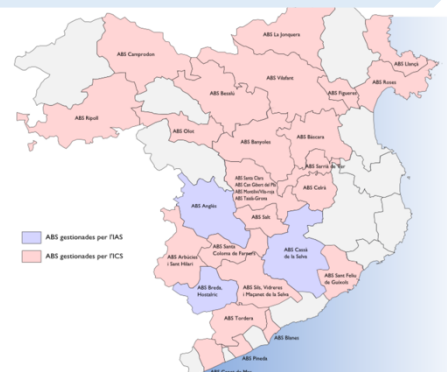 ABS La Jonquera
ABS Camprodon
ABS Llançà
ABS Vilafant
ABS Roses
ABS Besalú
ABS Figueres
ABS Ripoll
ABS Olot
ABS Bàscara
ABS Banyoles
ABS Sarrià de Ter
ABS Santa Clara
ABS Can Gibert del Pla
ABS Montilivi/Vila-roja
ABS Taialà-Girona
ABS Celrà
ABS Anglès
ABS Salt
ABS gestionades per l'IAS
ABS gestionades per l'ICS
ABS Santa
Coloma de Farners
ABS Cassà
de la Selva
ABS Arbúcies
i Sant Hilari
ABS Sant Feliu
de Guíxols
ABS Breda,
Hostalric
ABS Sils, Vidreres
i Maçanet de la Selva
ABS Tordera
ABS Blanes
ABS Pineda